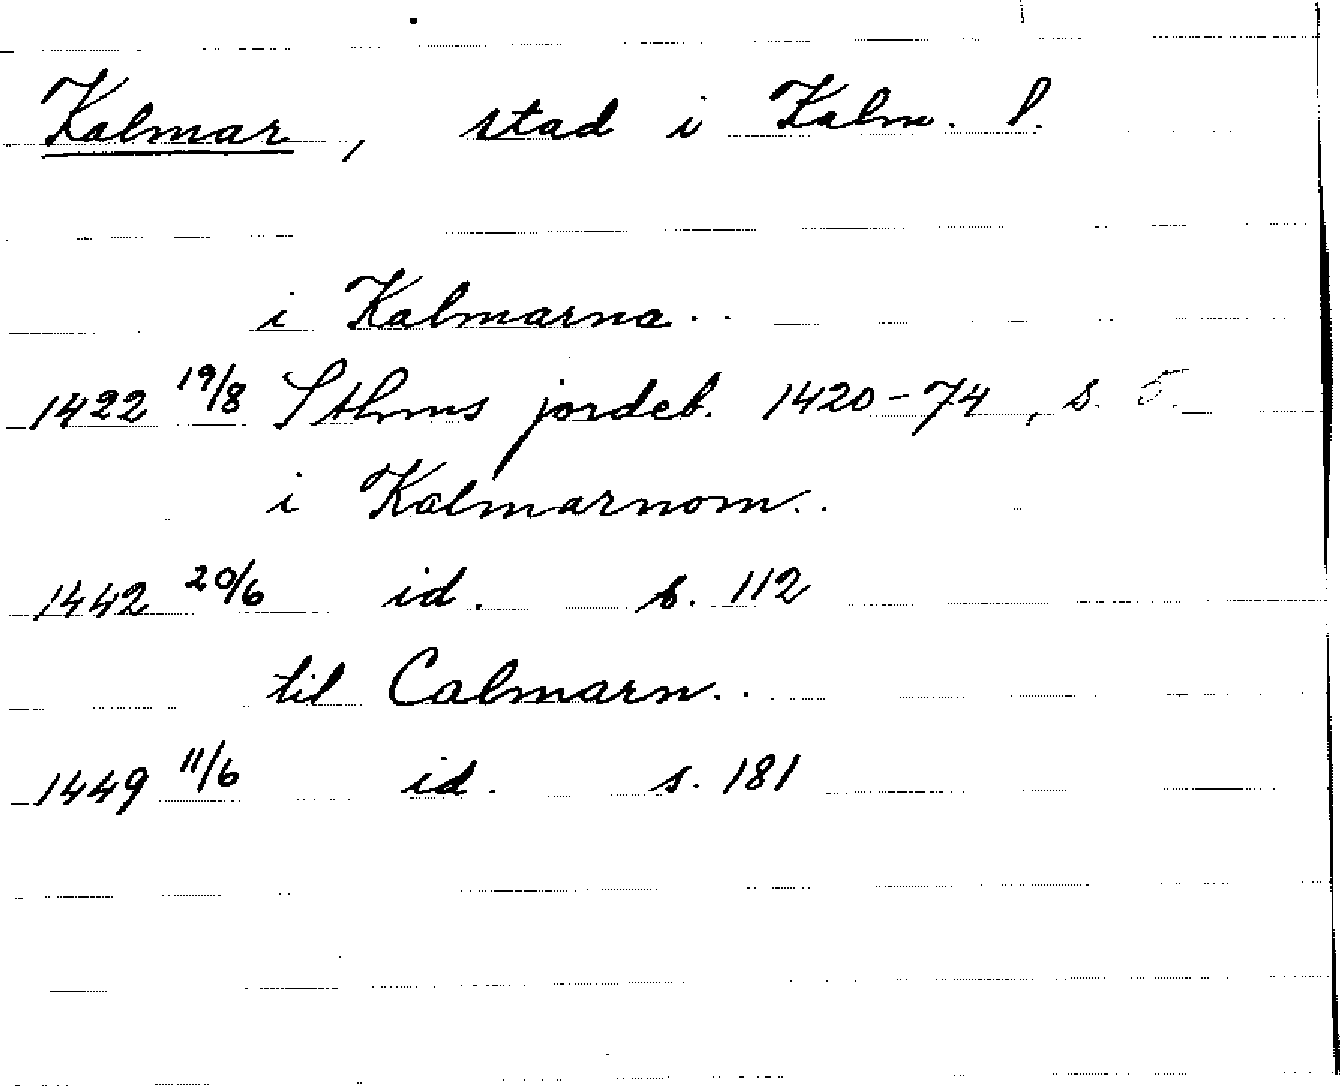 Kalmar, stad i Kalm. l.
i Kalmarna..
1422 19/8 Sthms jordeb. 1420-74, s. 5.
i Kalmarnom..
1442 20/6 id. s. 112
til Calmarn..
1449 11/6 id. s. 181